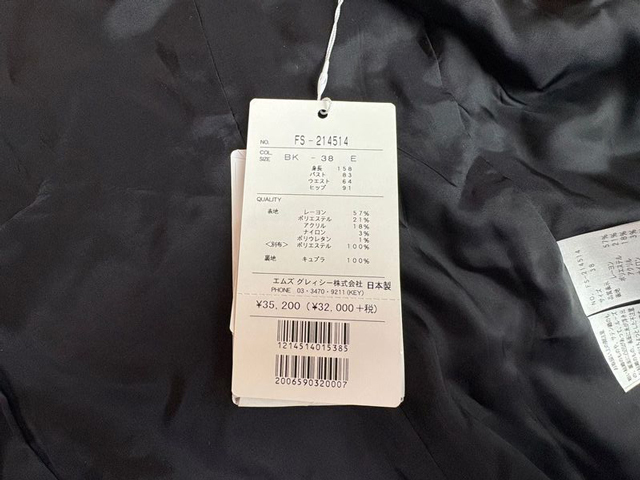 NO. FS-214514
COL.
SIZE BK - 38 E
身長 158
バスト 83
ウエスト 64
ヒップ 91
QUALITY
表地 レーヨン 57%
ポリエステル 21%
アクリル 18%
ナイロン 3%
ポリウレタン 1%
<別布> ポリエステル 100%
裏地 キュプラ 100%
エムズ グレィシー株式会社 日本製
PHONE 03-3470-9211(KEY)
¥35,200 (¥32,000+税)
1214514015385
2006590320007